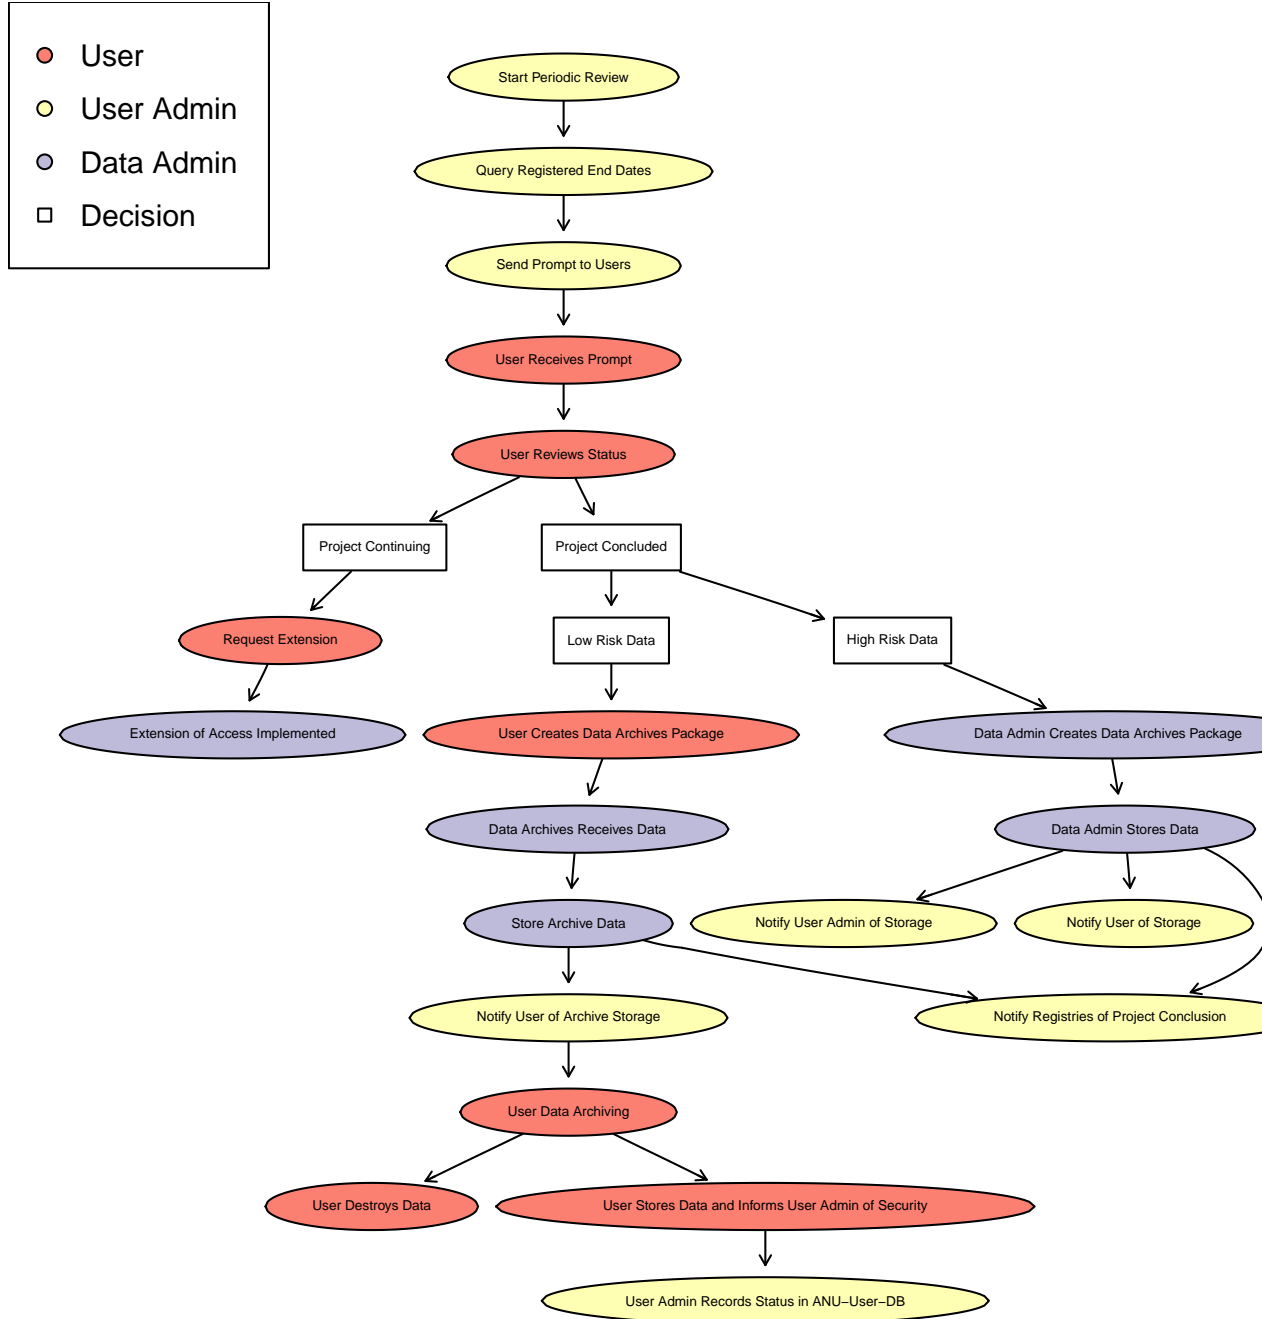 User
User Admin
Data Admin
Decision
Start Periodic Review
Query Registered End Dates
Send Prompt to Users
User Receives Prompt
User Reviews Status
Project Continuing
Project Concluded
Request Extension
Low Risk Data
High Risk Data
Extension of Access Implemented
User Creates Data Archives Package
Data Admin Creates Data Archives Package
Data Archives Receives Data
Data Admin Stores Data
Store Archive Data
Notify User Admin of Storage
Notify User of Storage
Notify User of Archive Storage
Notify Registries of Project Conclusion
User Data Archiving
User Destroys Data
User Stores Data and Informs User Admin of Security
User Admin Records Status in ANU–User–DB